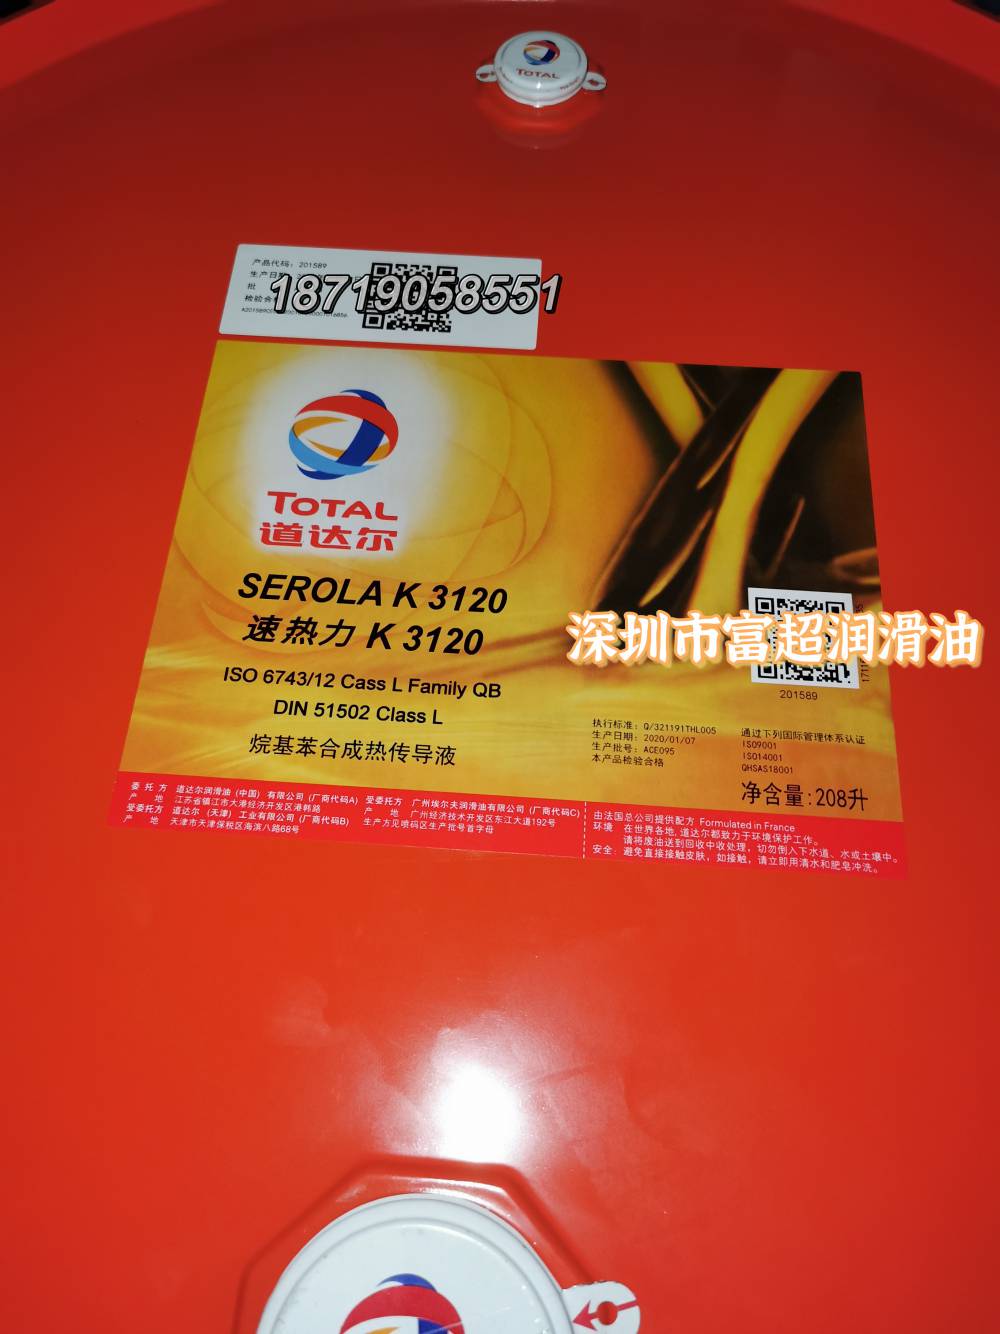 TOTAL
产品代码：201589
生产日期
批
检验合
18719058551
TOTAL
道达尔
SEROLA K 3120
速热力 K 3120
ISO 6743/12 Cass L Family QB
DIN 51502 Class L
烷基苯合成热传导液
深圳市富超润滑油
201589
执行标准：Q/321191THL005
生产日期：2020/01/07
生产批号：ACE095
本产品检验合格
通过下列国际管理体系认证
ISO9001
ISO14001
OHSAS18001
净含量：208升
委托方 道达尔润滑油（中国）有限公司（厂商代码A）
产地 江苏省镇江市大港经济开发区港韩路
受委托方 道达尔（天津）工业有限公司（厂商代码B）
产地 天津市天津保税区海滨八路68号
受委托方 广州埃尔夫润滑油有限公司（厂商代码C）
产地 广州经济技术开发区东江大道192号
生产方见喷码区生产批号首字母
由法国总公司提供配方 Formulated in France
环境 在世界各地，道达尔都致力于环境保护工作。
请将废油送到回收中收处理，切勿倒入下水道、水或土壤中。
安全：避免直接接触皮肤，如接触，请立即用清水和肥皂冲洗。